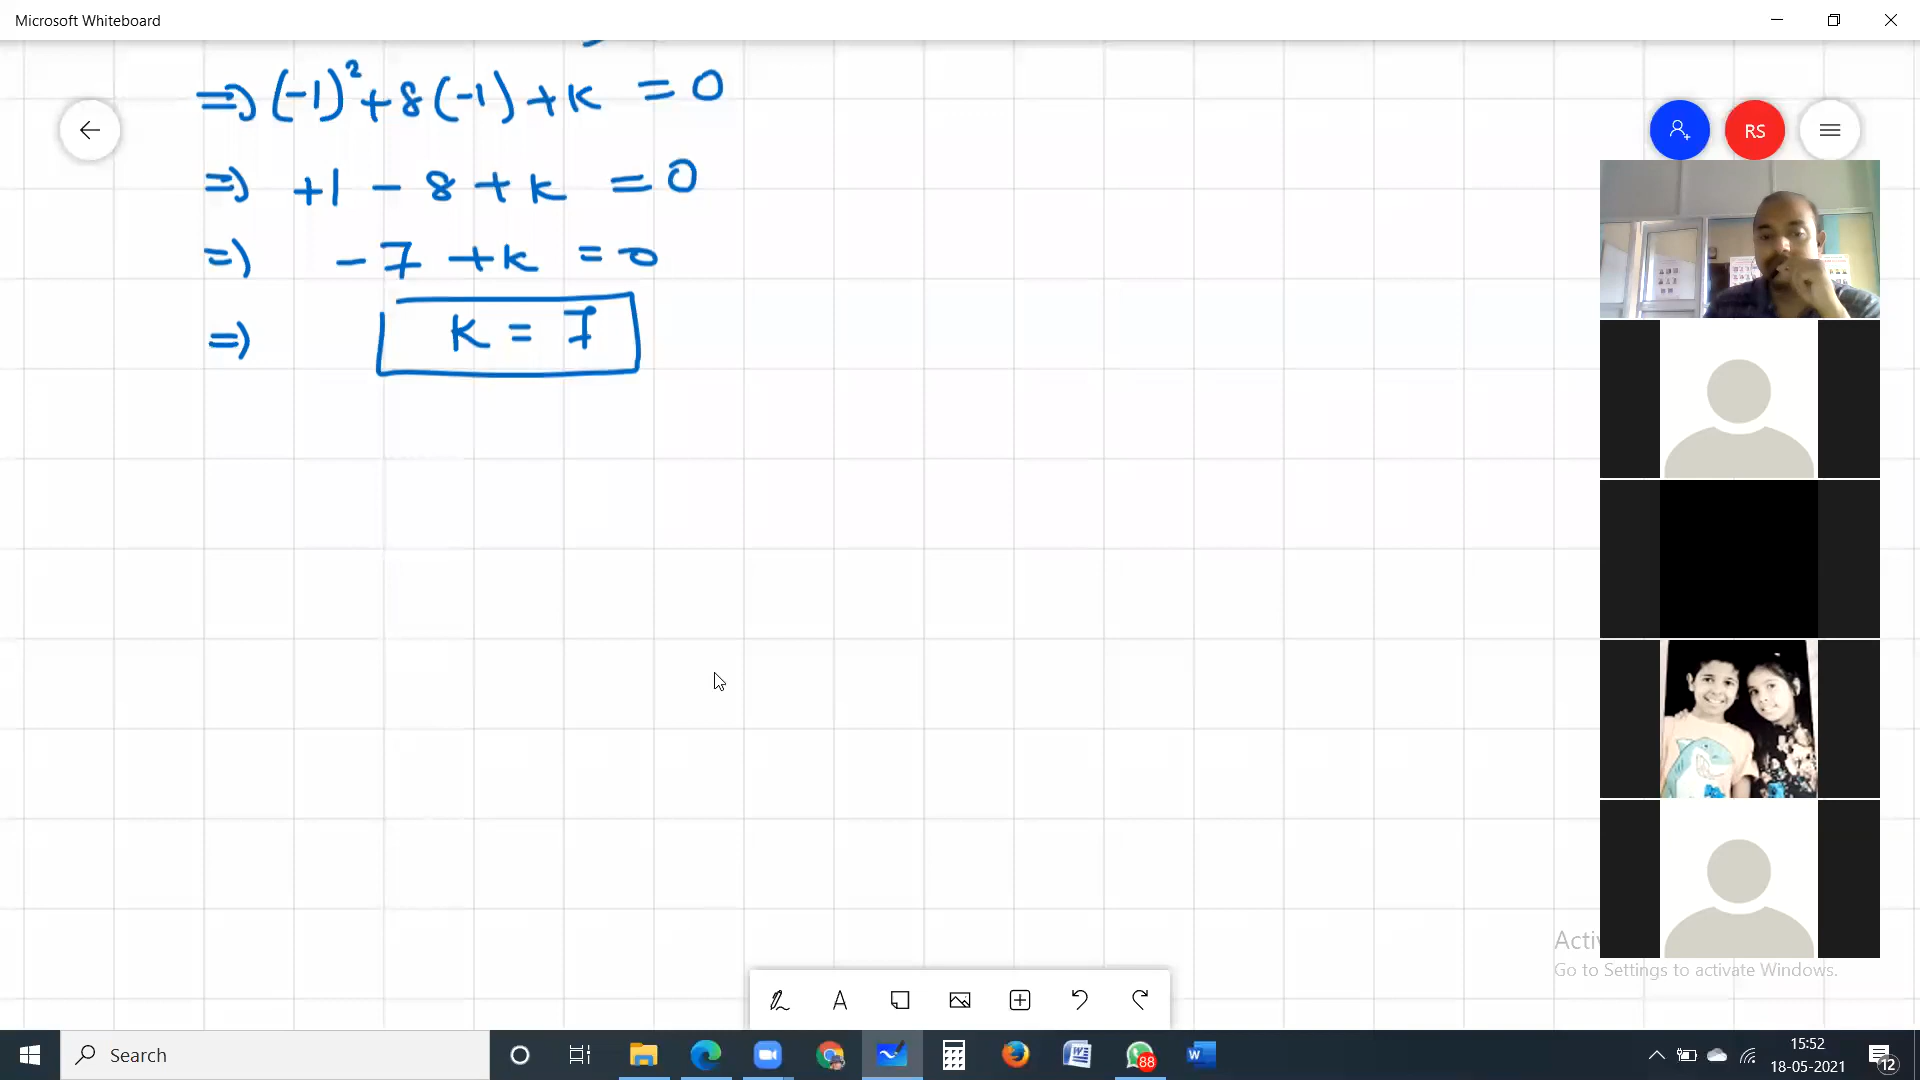 Microsoft Whiteboard
⇒ (-1)² + 8(-1) + k = 0
⇒ +1 - 8 + k = 0
⇒ -7 + k = 0
⇒ k = 7
RS
Acti
Go to Settings to activate Windows.
A
Search
88
W
15:52
18-05-2021
12